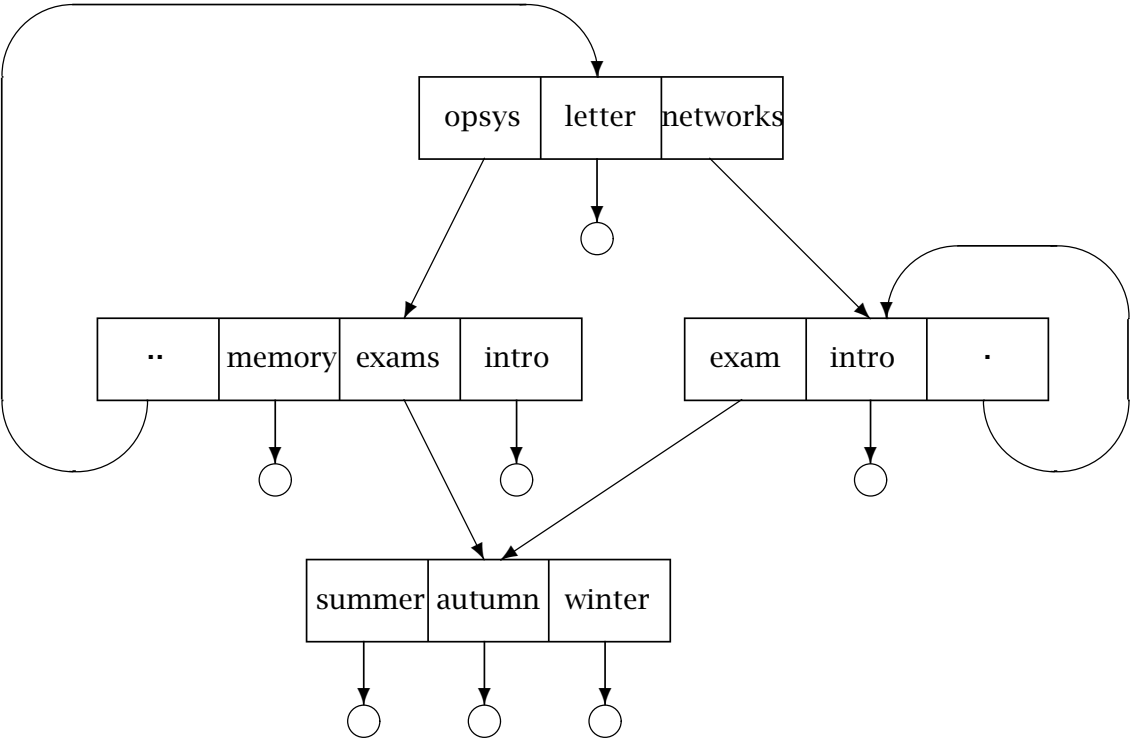 opsys letter networks
.. memory exams intro exam intro .
summer autumn winter